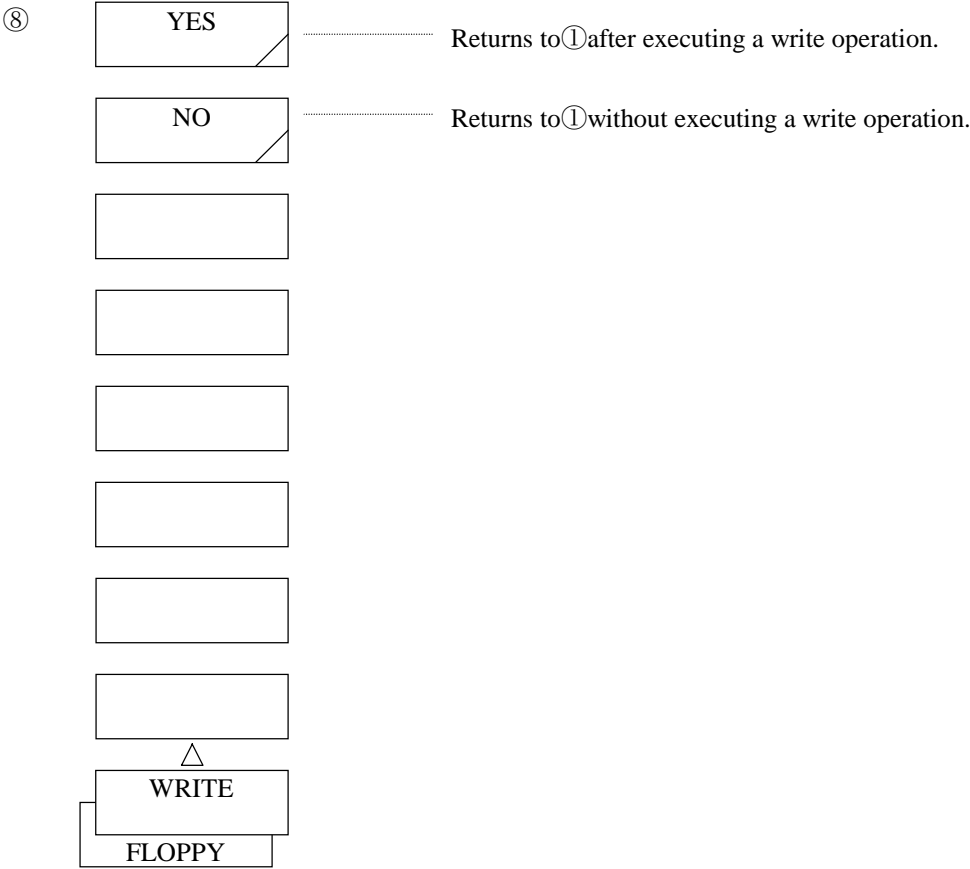 ⑧ YES Returns to①after executing a write operation.
NO Returns to①without executing a write operation.
WRITE
FLOPPY